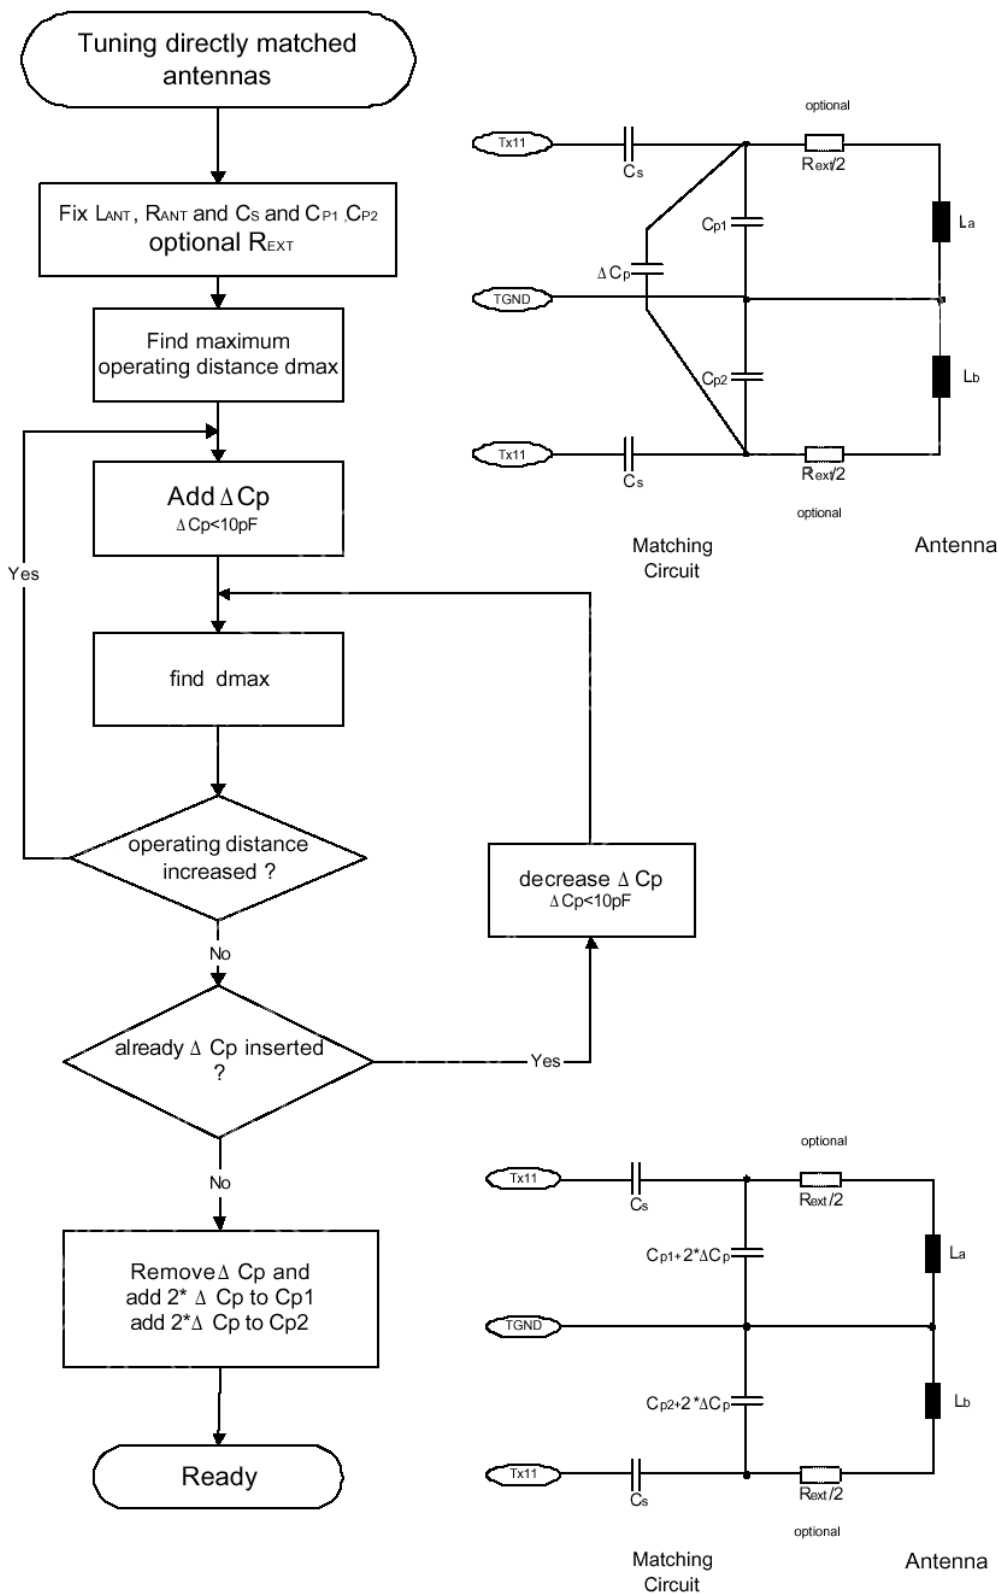 Tuning directly matched
antennas
Fix LANT, RANT and CS and CP1 ,CP2
optional REXT
Find maximum
operating distance dmax
Add Δ Cp
Δ Cp<10pF
Yes
find dmax
operating distance
increased ?
No
decrease Δ Cp
Δ Cp<10pF
already Δ Cp inserted
?
Yes
No
Remove Δ Cp and
add 2* Δ Cp to Cp1
add 2*Δ Cp to Cp2
Ready
optional
Tx11
Cs
Rext/2
Cp1
La
Δ Cp
TGND
Cp2
Lb
Tx11
Cs
Rext/2
optional
Matching
Circuit
Antenna
optional
Tx11
Cs
Rext/2
Cp1+2*ΔCp
La
TGND
Cp2+2*ΔCp
Lb
Tx11
Cs
Rext/2
optional
Matching
Circuit
Antenna